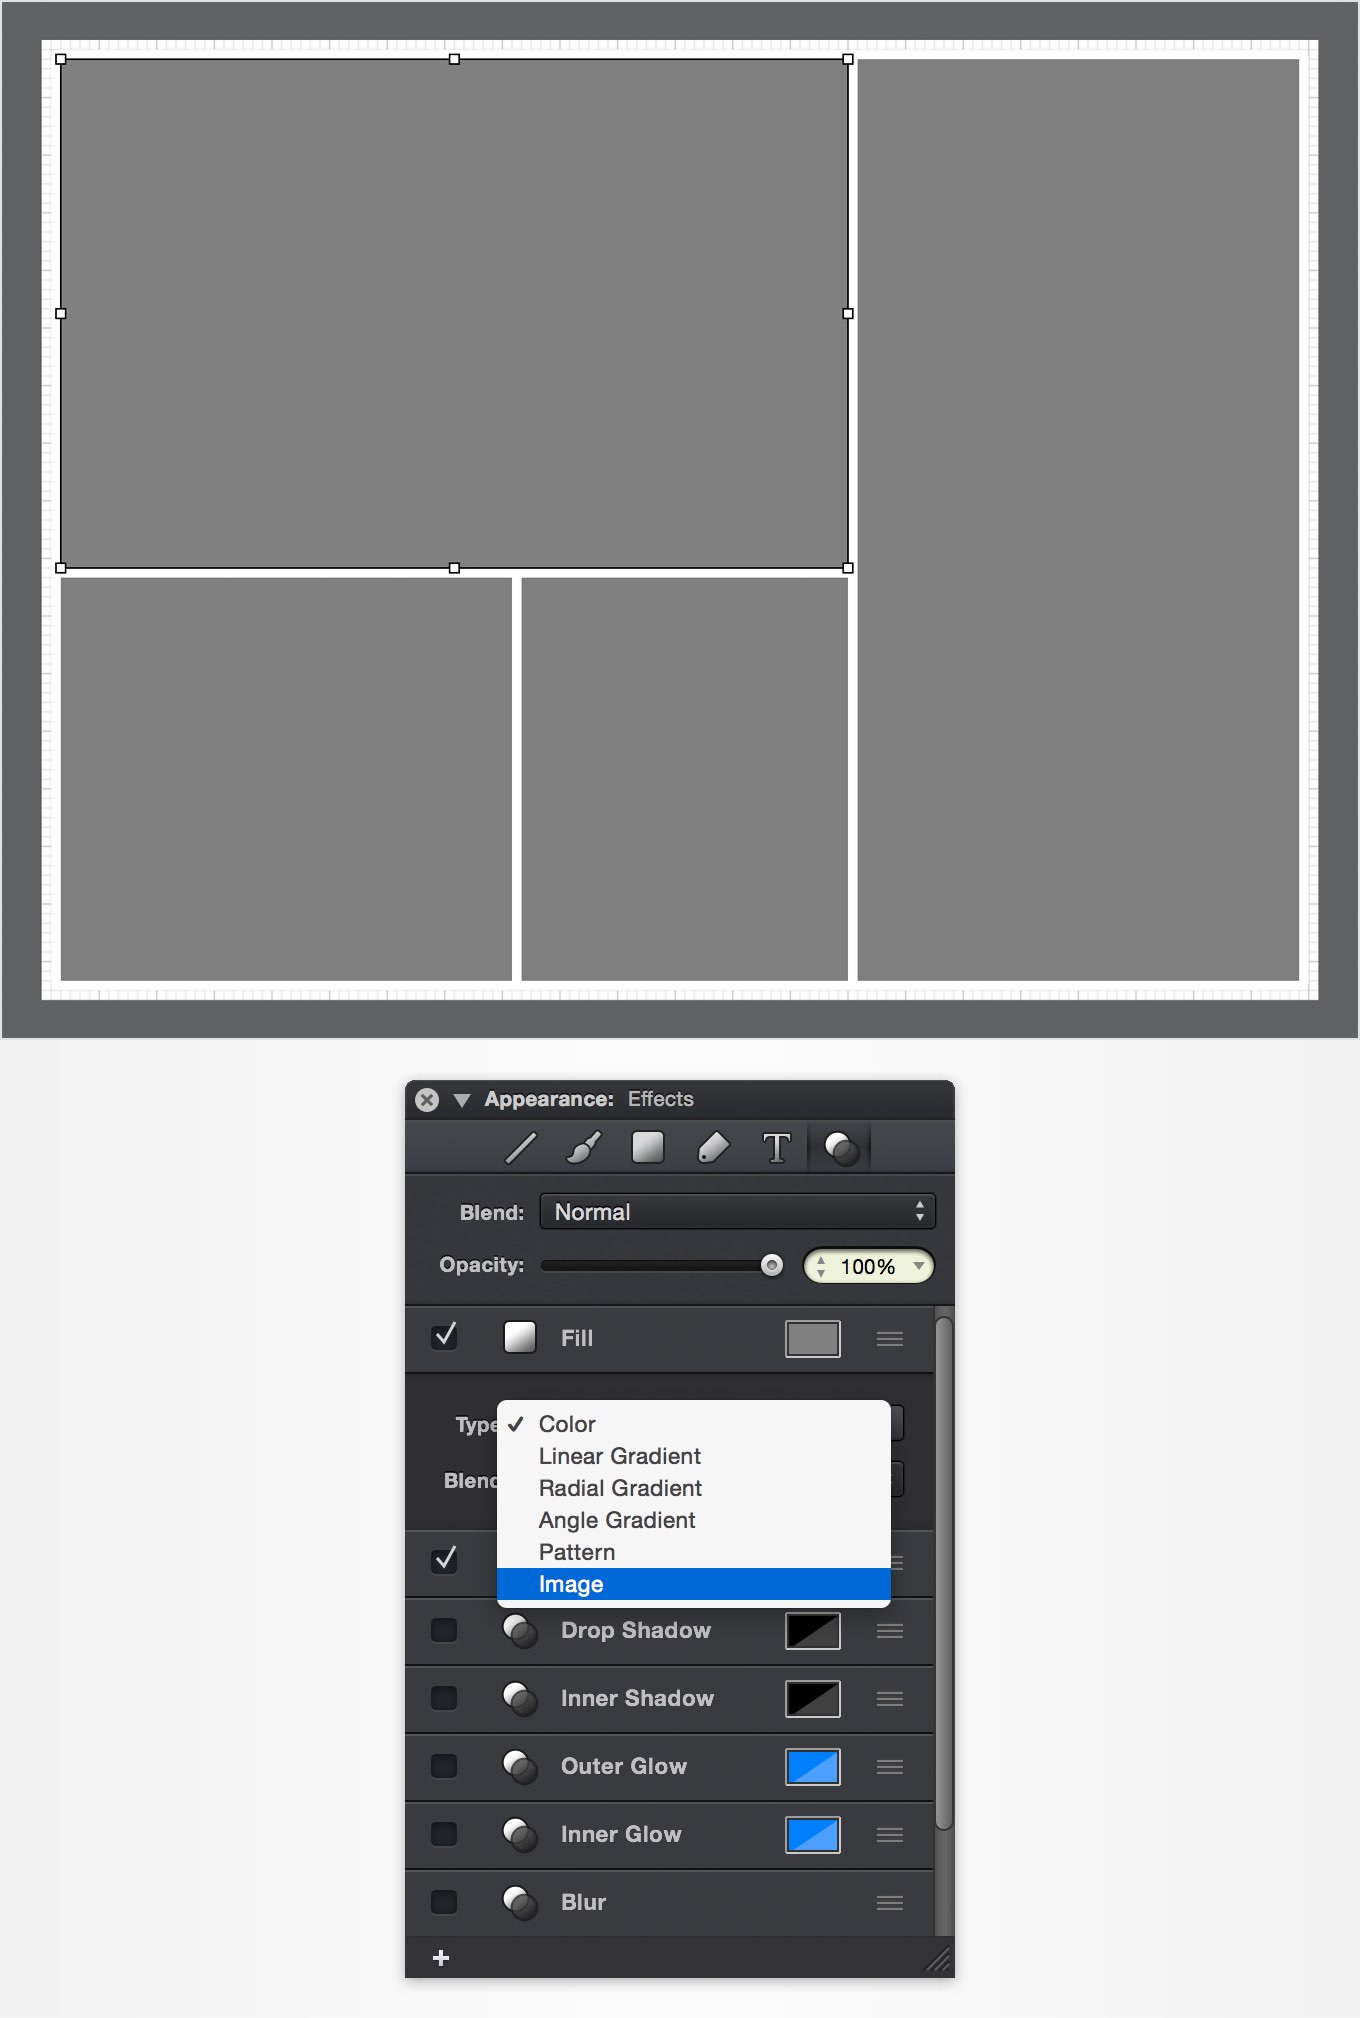 Appearance: Effects
T
Blend: Normal
Opacity: 100%
Fill
Type
Color
Linear Gradient
Radial Gradient
Blend
Angle Gradient
Pattern
Image
Drop Shadow
Inner Shadow
Outer Glow
Inner Glow
Blur
+